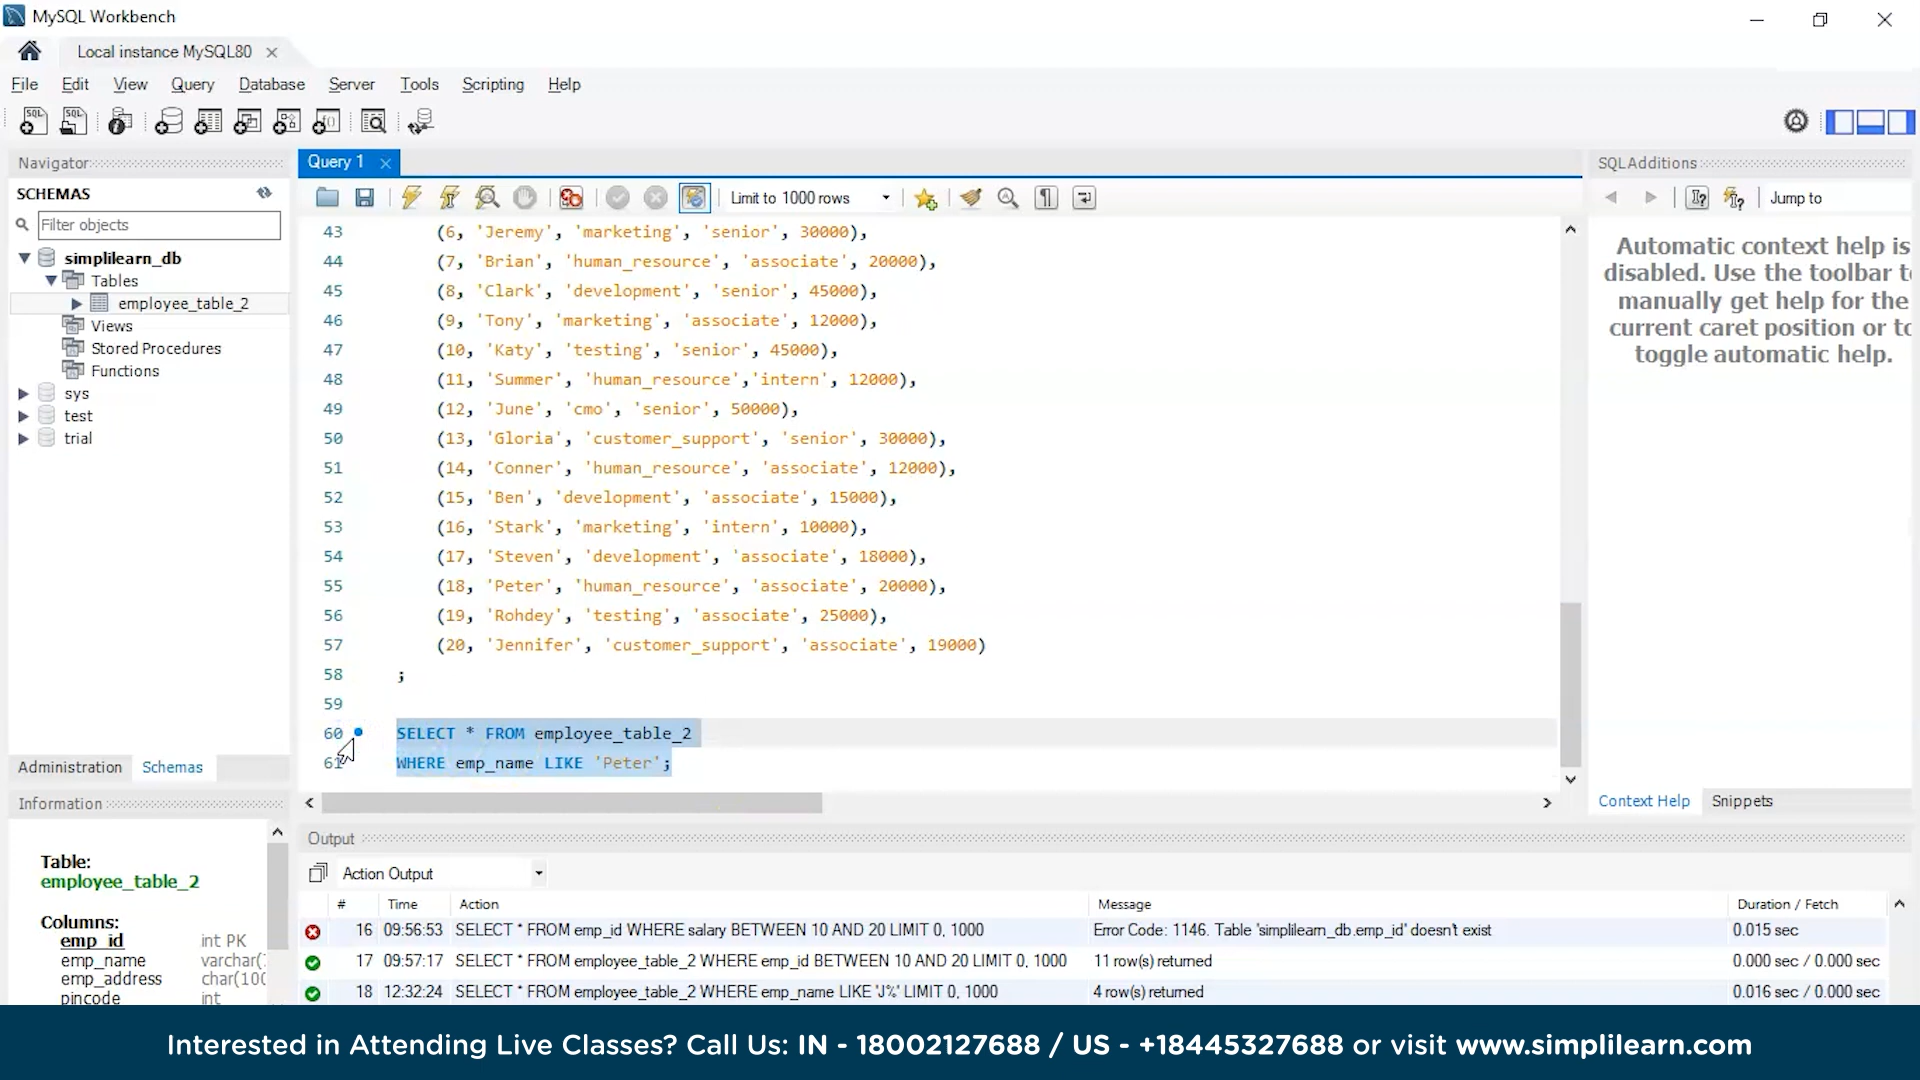 MySQL Workbench
Local instance MySQL80
File Edit View Query Database Server Tools Scripting Help
Navigator
SCHEMAS
Filter objects
simplilearn_db
Tables
employee_table_2
Views
Stored Procedures
Functions
sys
test
trial
Administration Schemas
Information
Table:
employee_table_2
Columns:
emp_id int PK
emp_name varchar(
emp_address char(100
pincode int
Query 1
Limit to 1000 rows
43 (6, 'Jeremy', 'marketing', 'senior', 30000),
44 (7, 'Brian', 'human_resource', 'associate', 20000),
45 (8, 'Clark', 'development', 'senior', 45000),
46 (9, 'Tony', 'marketing', 'associate', 12000),
47 (10, 'Katy', 'testing', 'senior', 45000),
48 (11, 'Summer', 'human_resource','intern', 12000),
49 (12, 'June', 'cmo', 'senior', 50000),
50 (13, 'Gloria', 'customer_support', 'senior', 30000),
51 (14, 'Conner', 'human_resource', 'associate', 12000),
52 (15, 'Ben', 'development', 'associate', 15000),
53 (16, 'Stark', 'marketing', 'intern', 10000),
54 (17, 'Steven', 'development', 'associate', 18000),
55 (18, 'Peter', 'human_resource', 'associate', 20000),
56 (19, 'Rohdey', 'testing', 'associate', 25000),
57 (20, 'Jennifer', 'customer_support', 'associate', 19000)
58 ;
59
60 SELECT * FROM employee_table_2
61 WHERE emp_name LIKE 'Peter';
SQLAdditions
Jump to
Automatic context help is
disabled. Use the toolbar t
manually get help for the
current caret position or to
toggle automatic help.
Context Help Snippets
Output
Action Output
# Time Action Message Duration / Fetch
16 09:56:53 SELECT * FROM emp_id WHERE salary BETWEEN 10 AND 20 LIMIT 0, 1000 Error Code: 1146. Table 'simplilearn_db.emp_id' doesn't exist 0.015 sec
17 09:57:17 SELECT * FROM employee_table_2 WHERE emp_id BETWEEN 10 AND 20 LIMIT 0, 1000 11 row(s) returned 0.000 sec / 0.000 sec
18 12:32:24 SELECT * FROM employee_table_2 WHERE emp_name LIKE 'J%' LIMIT 0, 1000 4 row(s) returned 0.016 sec / 0.000 sec
Interested in Attending Live Classes? Call Us: IN - 18002127688 / US - +18445327688 or visit www.simplilearn.com